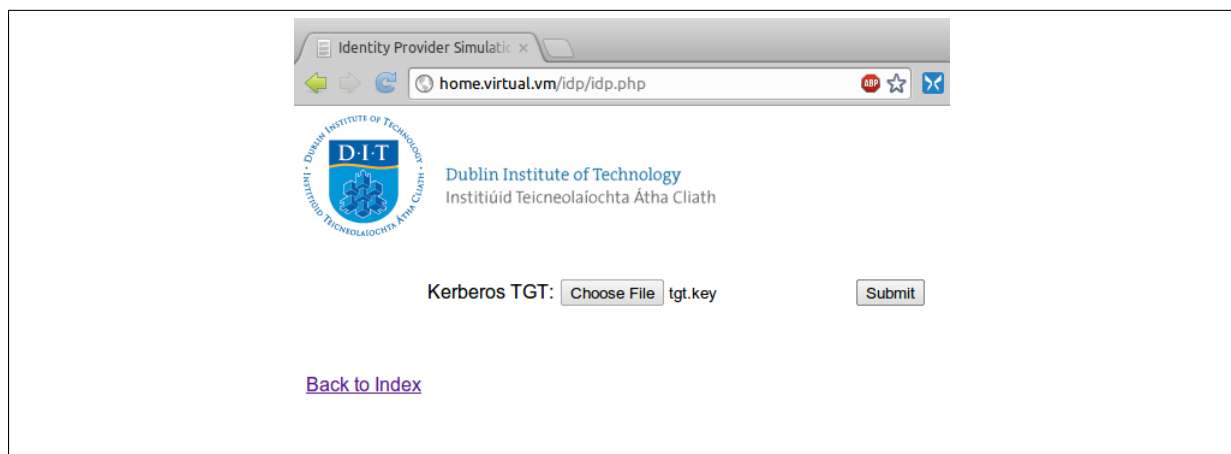 Identity Provider Simulatic
home.virtual.vm/idp/idp.php
ABP
DUBLIN INSTITUTE OF TECHNOLOGY
D·I·T
INSTITIÚID TEICNEOLAÍOCHTA ÁTHA CLIATH
Dublin Institute of Technology
Institiúid Teicneolaíochta Átha Cliath
Kerberos TGT: Choose File tgt.key Submit
Back to Index